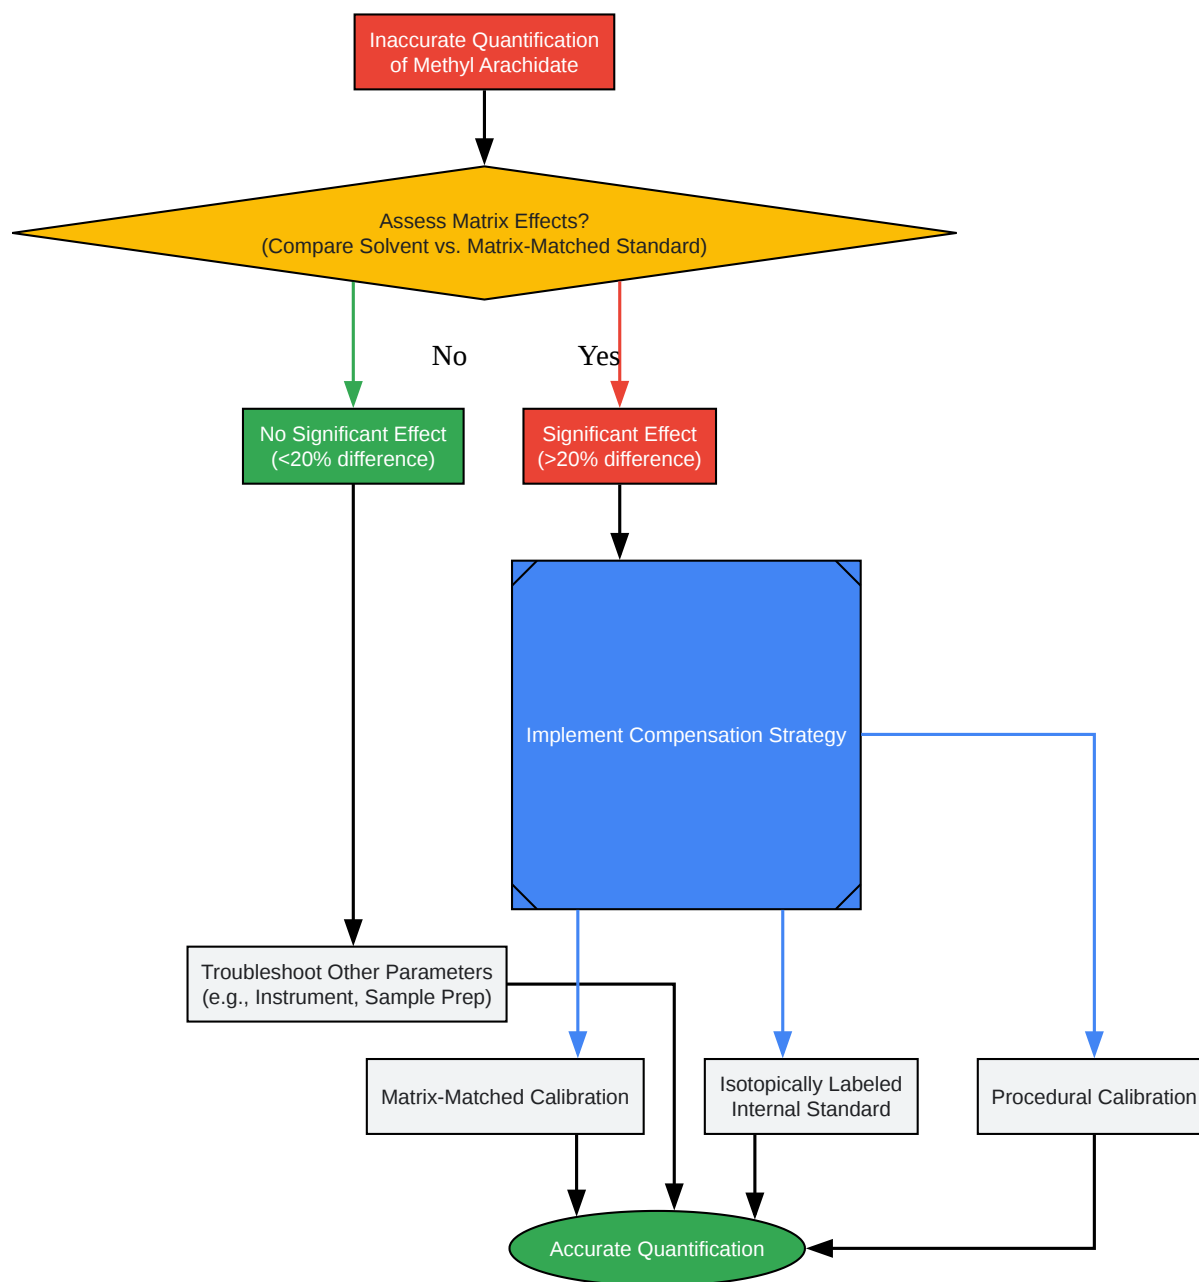 Inaccurate Quantification
of Methyl Arachidate
Assess Matrix Effects?
(Compare Solvent vs. Matrix-Matched Standard)
No
Yes
No Significant Effect
(<20% difference)
Significant Effect
(>20% difference)
Implement Compensation Strategy
Troubleshoot Other Parameters
(e.g., Instrument, Sample Prep)
Matrix-Matched Calibration
Isotopically Labeled
Internal Standard
Procedural Calibration
Accurate Quantification